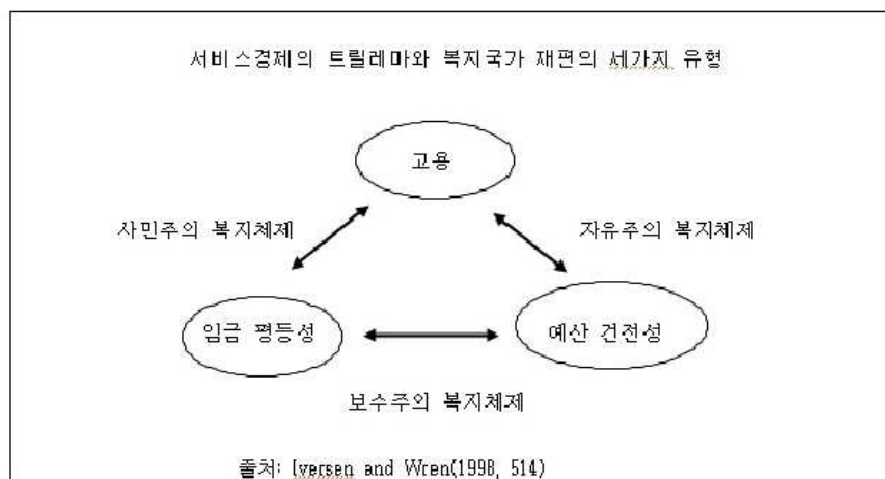 서비스경제의 트릴레마와 복지국가 재편의 세가지 유형
고용
사민주의 복지체제
자유주의 복지체제
임금 평등성
예산 건전성
보수주의 복지체제
출처: Iversen and Wren(1998, 514)